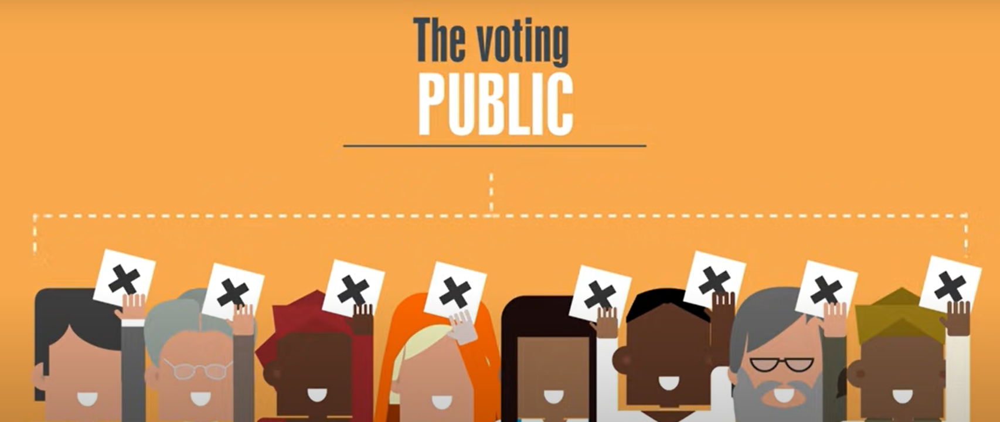 The voting
PUBLIC